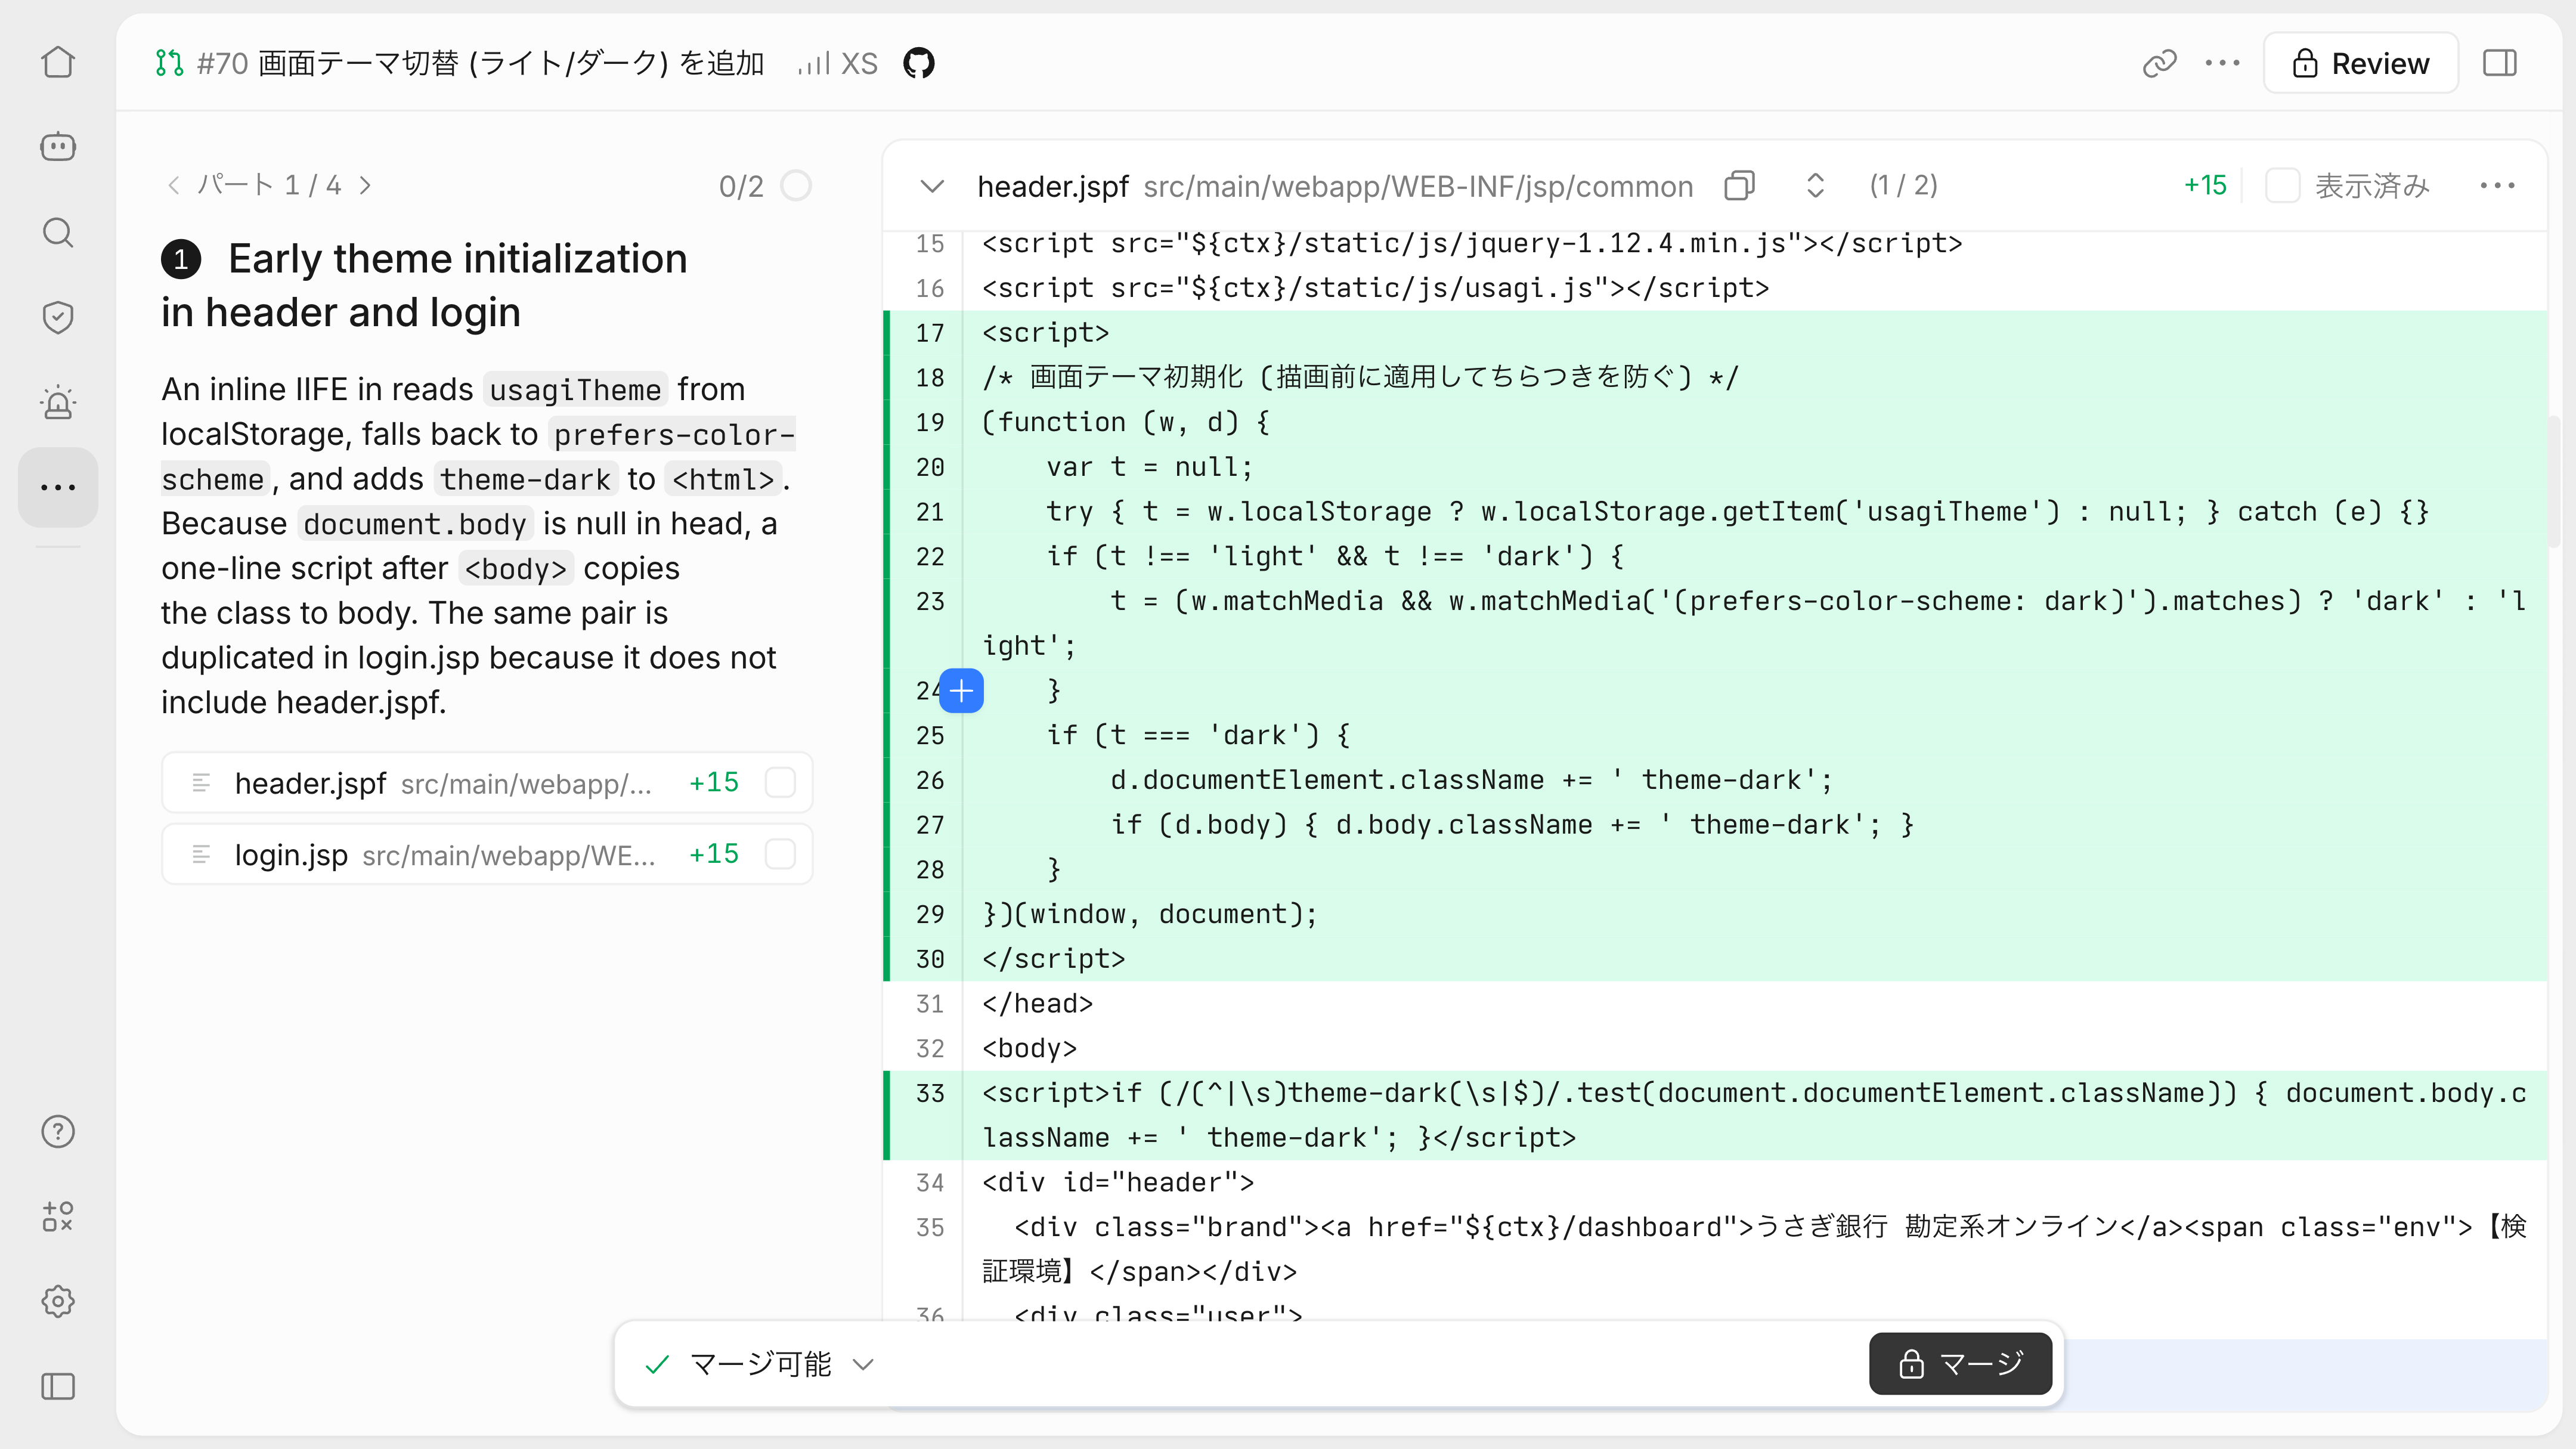 #70 画面テーマ切替 (ライト/ダーク) を追加 XS
Review
パート 1 / 4
0/2
1 Early theme initialization
in header and login
An inline IIFE in reads usagiTheme from
localStorage, falls back to prefers-color-
scheme, and adds theme-dark to <html>.
Because document.body is null in head, a
one-line script after <body> copies
the class to body. The same pair is
duplicated in login.jsp because it does not
include header.jspf.
header.jspf src/main/webapp/... +15
login.jsp src/main/webapp/WE... +15
header.jspf src/main/webapp/WEB-INF/jsp/common (1 / 2) +15 表示済み
15 <script src="${ctx}/static/js/jquery-1.12.4.min.js"></script>
16 <script src="${ctx}/static/js/usagi.js"></script>
17 <script>
18 /* 画面テーマ初期化 (描画前に適用してちらつきを防ぐ) */
19 (function (w, d) {
20 var t = null;
21 try { t = w.localStorage ? w.localStorage.getItem('usagiTheme') : null; } catch (e) {}
22 if (t !== 'light' && t !== 'dark') {
23 t = (w.matchMedia && w.matchMedia('(prefers-color-scheme: dark)').matches) ? 'dark' : 'l
ight';
24 }
25 if (t === 'dark') {
26 d.documentElement.className += ' theme-dark';
27 if (d.body) { d.body.className += ' theme-dark'; }
28 }
29 })(window, document);
30 </script>
31 </head>
32 <body>
33 <script>if (/(^|\s)theme-dark(\s|$)/.test(document.documentElement.className)) { document.body.c
lassName += ' theme-dark'; }</script>
34 <div id="header">
35 <div class="brand"><a href="${ctx}/dashboard">うさぎ銀行 勘定系オンライン</a><span class="env">【検
証環境】</span></div>
36 <div class="user">
マージ可能
マージ